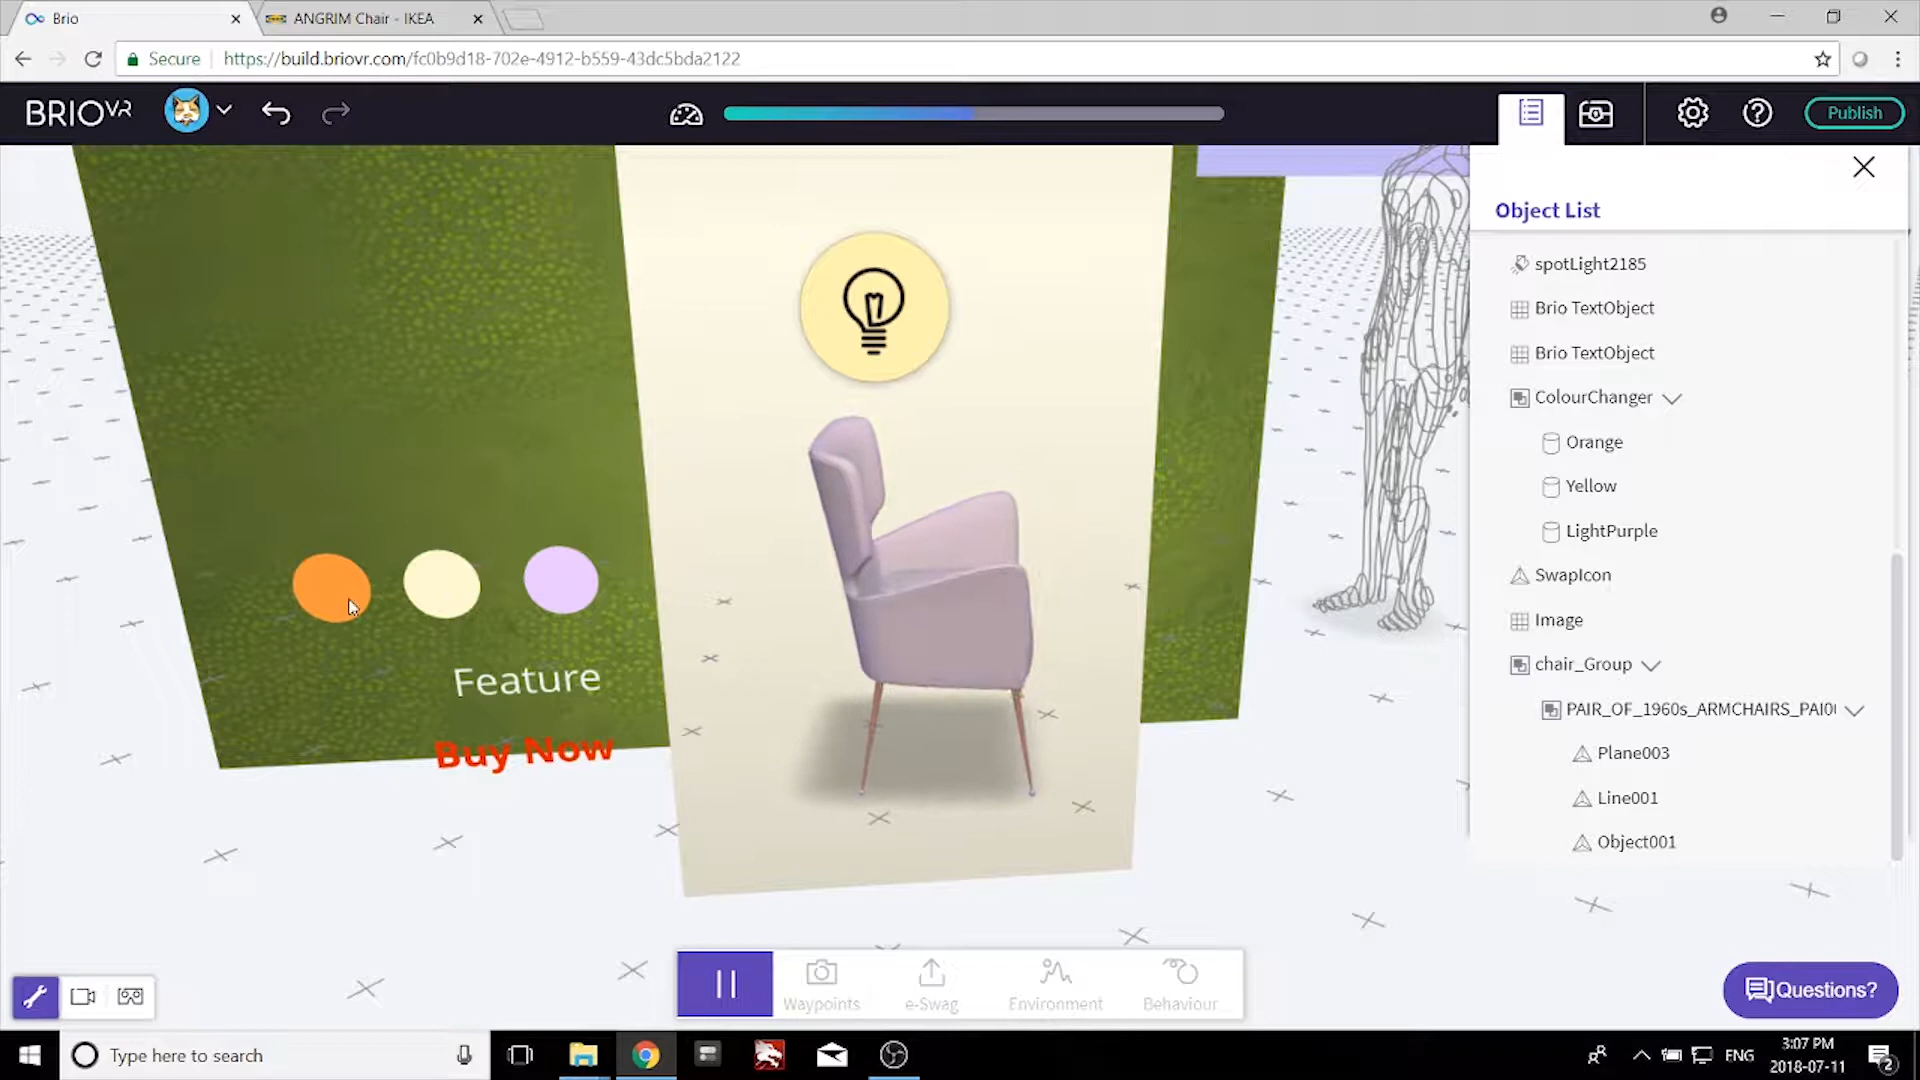 Brio
ANGRIM Chair - IKEA
Secure
https://build.briovr.com/fc0b9d18-702e-4912-b559-43dc5bda2122
BRIOVR
Publish
Object List
spotLight2185
Brio TextObject
Brio TextObject
ColourChanger
Orange
Yellow
LightPurple
SwapIcon
Image
chair_Group
PAIR_OF_1960s_ARMCHAIRS_PAI0
Plane003
Line001
Object001
Feature
Buy Now
Waypoints
e-Swag
Environment
Behaviour
Questions?
Type here to search
ENG
3:07 PM
2018-07-11
2